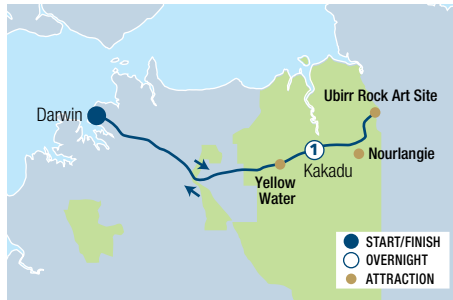 Ubirr Rock Art Site
Darwin
1
Nourlangie
Kakadu
Yellow
Water
START/FINISH
OVERNIGHT
ATTRACTION